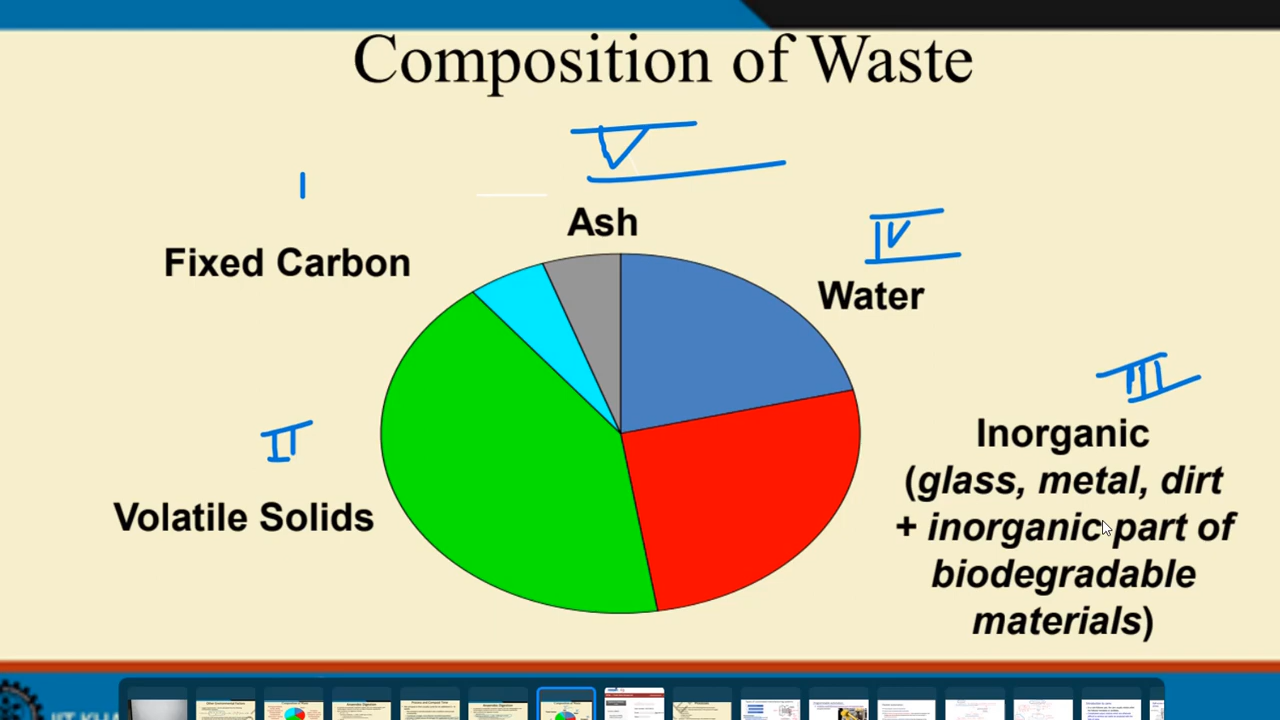 Composition of Waste
V
I
Ash
IV
Fixed Carbon
Water
III
II
Inorganic
(glass, metal, dirt
+ inorganic part of
biodegradable
materials)
Volatile Solids